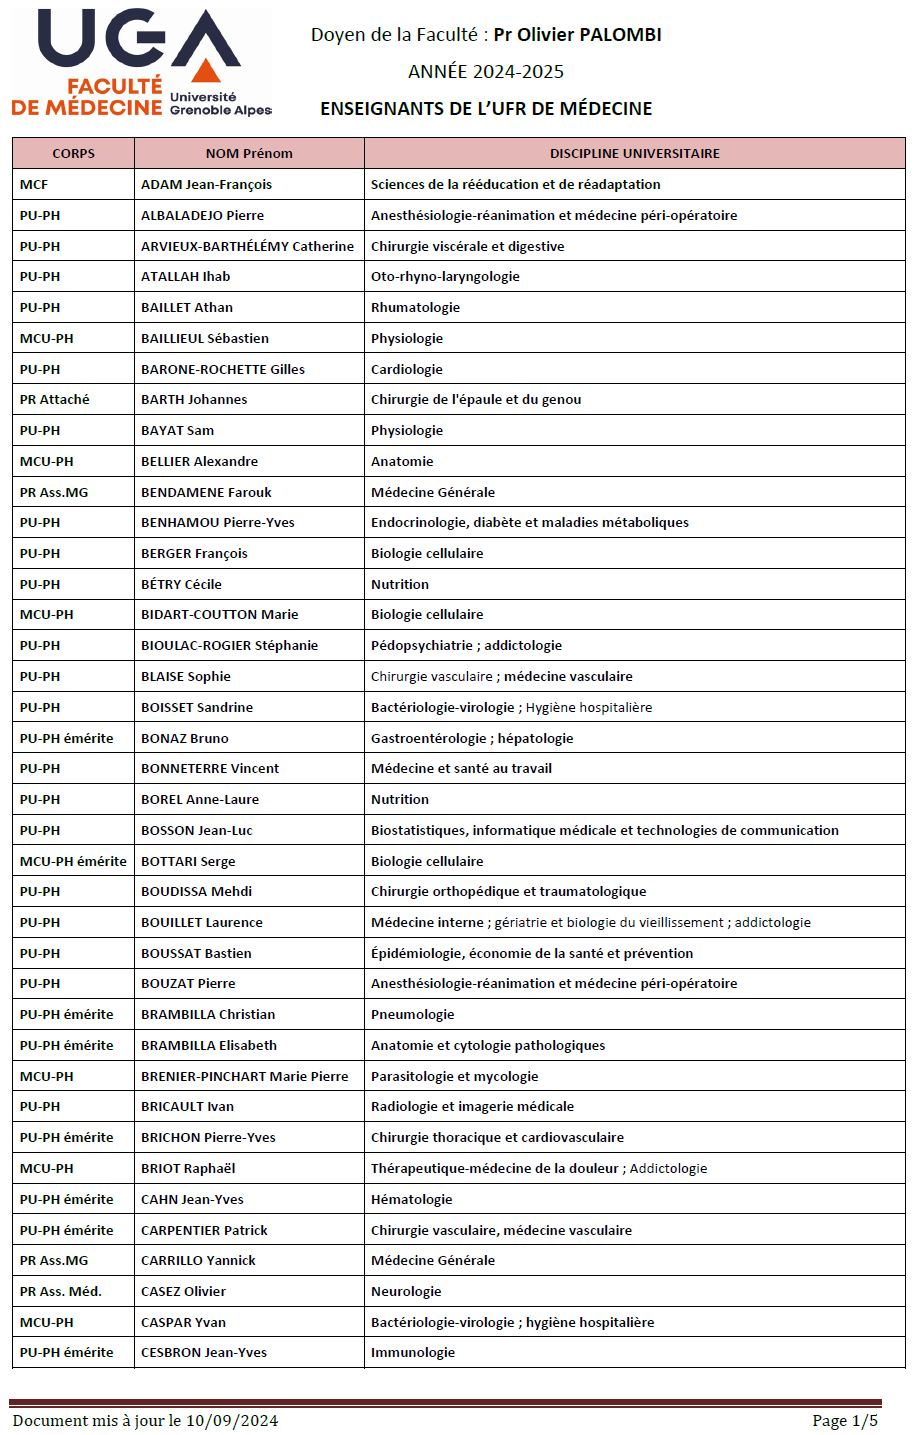 UGA
FACULTÉ
DE MÉDECINE
Université
Grenoble Alpes
Doyen de la Faculté : Pr Olivier PALOMBI
ANNÉE 2024-2025
ENSEIGNANTS DE L’UFR DE MÉDECINE
CORPS NOM Prénom DISCIPLINE UNIVERSITAIRE
MCF ADAM Jean-François Sciences de la rééducation et de réadaptation
PU-PH ALBALADEJO Pierre Anesthésiologie-réanimation et médecine péri-opératoire
PU-PH ARVIEUX-BARTHÉLÉMY Catherine Chirurgie viscérale et digestive
PU-PH ATALLAH Ihab Oto-rhyno-laryngologie
PU-PH BAILLET Athan Rhumatologie
MCU-PH BAILLIEUL Sébastien Physiologie
PU-PH BARONE-ROCHETTE Gilles Cardiologie
PR Attaché BARTH Johannes Chirurgie de l'épaule et du genou
PU-PH BAYAT Sam Physiologie
MCU-PH BELLIER Alexandre Anatomie
PR Ass.MG BENDAMENE Farouk Médecine Générale
PU-PH BENHAMOU Pierre-Yves Endocrinologie, diabète et maladies métaboliques
PU-PH BERGER François Biologie cellulaire
PU-PH BÉTRY Cécile Nutrition
MCU-PH BIDART-COUTTON Marie Biologie cellulaire
PU-PH BIOULAC-ROGIER Stéphanie Pédopsychiatrie ; addictologie
PU-PH BLAISE Sophie Chirurgie vasculaire ; médecine vasculaire
PU-PH BOISSET Sandrine Bactériologie-virologie ; Hygiène hospitalière
PU-PH émérite BONAZ Bruno Gastroentérologie ; hépatologie
PU-PH BONNETERRE Vincent Médecine et santé au travail
PU-PH BOREL Anne-Laure Nutrition
PU-PH BOSSON Jean-Luc Biostatistiques, informatique médicale et technologies de communication
MCU-PH émérite BOTTARI Serge Biologie cellulaire
PU-PH BOUDISSA Mehdi Chirurgie orthopédique et traumatologique
PU-PH BOUILLET Laurence Médecine interne ; gériatrie et biologie du vieillissement ; addictologie
PU-PH BOUSSAT Bastien Épidémiologie, économie de la santé et prévention
PU-PH BOUZAT Pierre Anesthésiologie-réanimation et médecine péri-opératoire
PU-PH émérite BRAMBILLA Christian Pneumologie
PU-PH émérite BRAMBILLA Elisabeth Anatomie et cytologie pathologiques
MCU-PH BRENIER-PINCHART Marie Pierre Parasitologie et mycologie
PU-PH BRICAULT Ivan Radiologie et imagerie médicale
PU-PH émérite BRICHON Pierre-Yves Chirurgie thoracique et cardiovasculaire
MCU-PH BRIOT Raphaël Thérapeutique-médecine de la douleur ; Addictologie
PU-PH émérite CAHN Jean-Yves Hématologie
PU-PH émérite CARPENTIER Patrick Chirurgie vasculaire, médecine vasculaire
PR Ass.MG CARRILLO Yannick Médecine Générale
PR Ass. Méd. CASEZ Olivier Neurologie
MCU-PH CASPAR Yvan Bactériologie-virologie ; hygiène hospitalière
PU-PH émérite CESBRON Jean-Yves Immunologie
Document mis à jour le 10/09/2024 Page 1/5